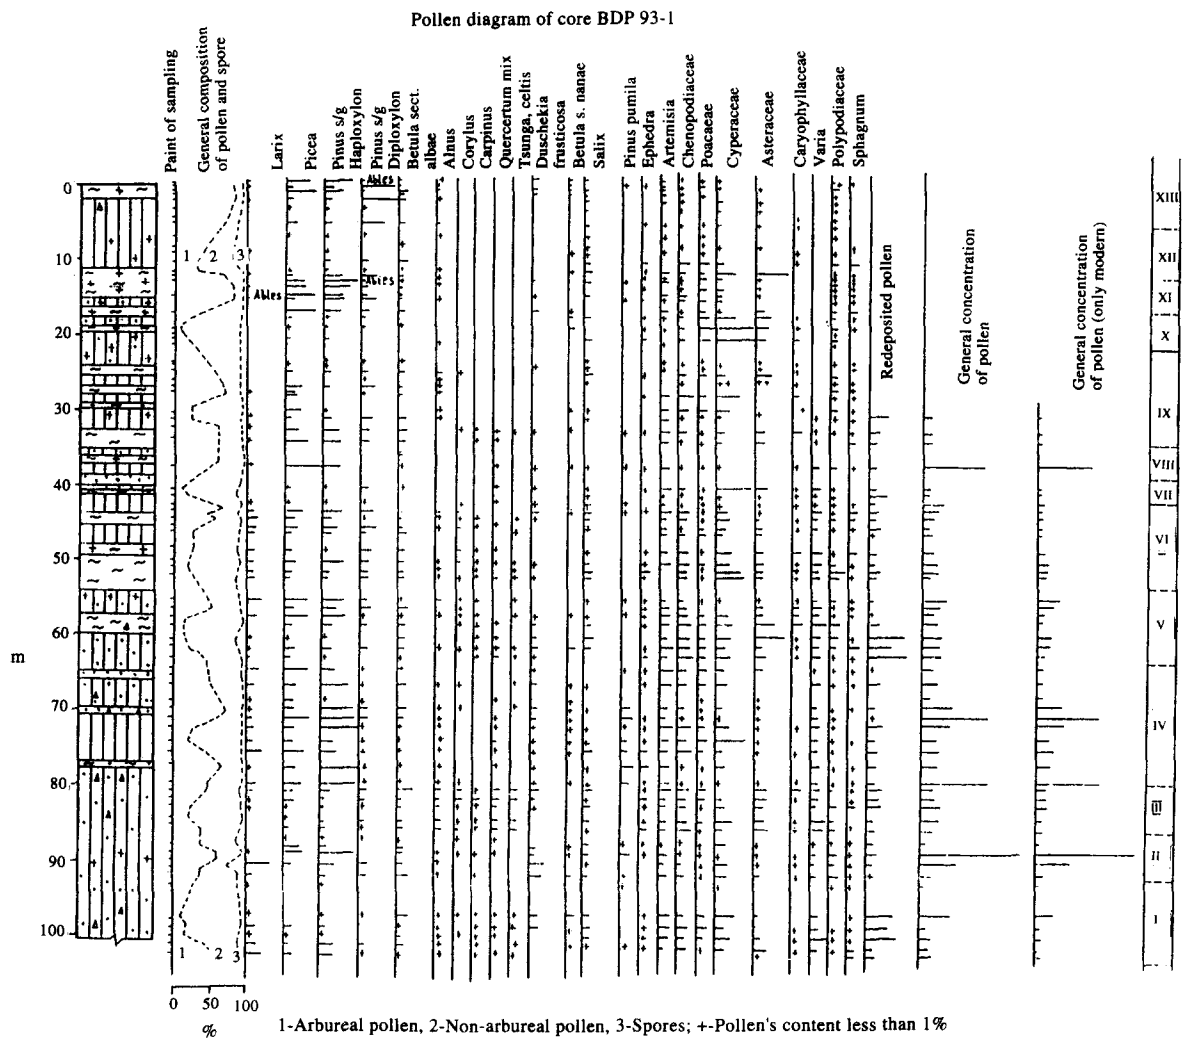 Pollen diagram of core BDP 93-1
Paint of sampling
General composition
of pollen and spore
Larix
Picea
Pinus s/g
Haploxylon
Pinus s/g
Diploxylon
Betula sect.
albae
Alnus
Corylus
Carpinus
Quercertum mix
Tsunga, celtis
Duschekia
frusticosa
Betula s. nanae
Salix
Pinus pumila
Ephedra
Artemisia
Chenopodiaceae
Poacaeae
Cyperaceae
Asteraceae
Caryophyllaceae
Varia
Polypodiaceae
Sphagnum
Redeposited pollen
General concentration
of pollen
General concentration
of pollen (only modern)
Ables
Ables
Ables
0
10
20
30
40
50
60
70
80
90
100
m
1 2 3
1 2 3
XIII
XII
XI
X
IX
VIII
VII
VI
V
IV
III
II
I
0 50 100
%
1-Arbureal pollen, 2-Non-arbureal pollen, 3-Spores; +-Pollen's content less than 1%